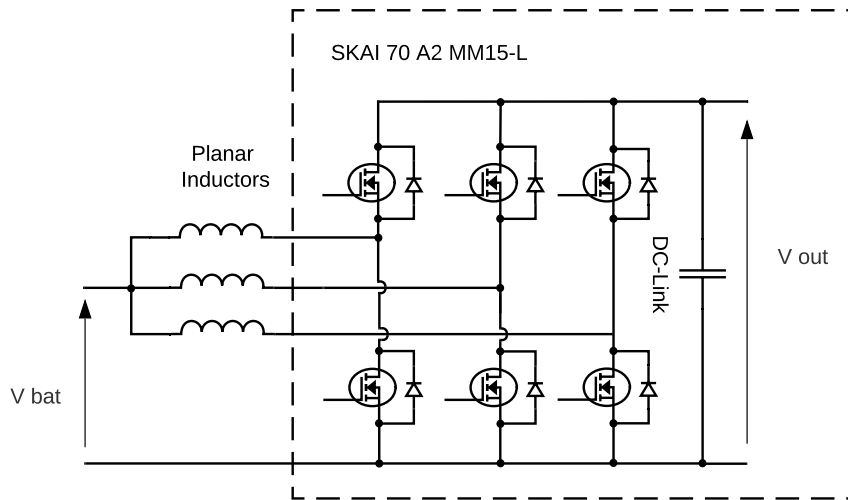 SKAI 70 A2 MM15-L
Planar
Inductors
DC-Link
V out
V bat